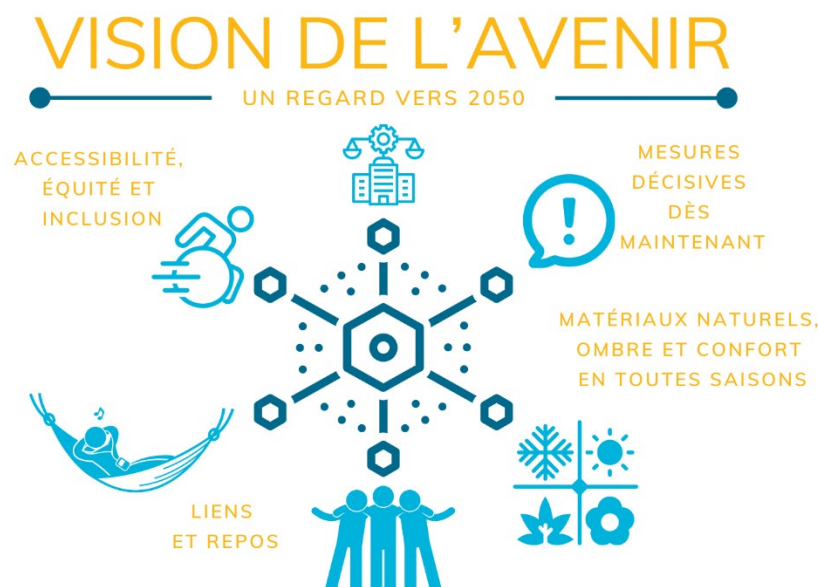 VISION DE L'AVENIR
UN REGARD VERS 2050
ACCESSIBILITÉ,
ÉQUITÉ ET
INCLUSION
MESURES
DÉCISIVES
DÈS
MAINTENANT
MATÉRIAUX NATURELS,
OMBRE ET CONFORT
EN TOUTES SAISONS
LIENS
ET REPOS